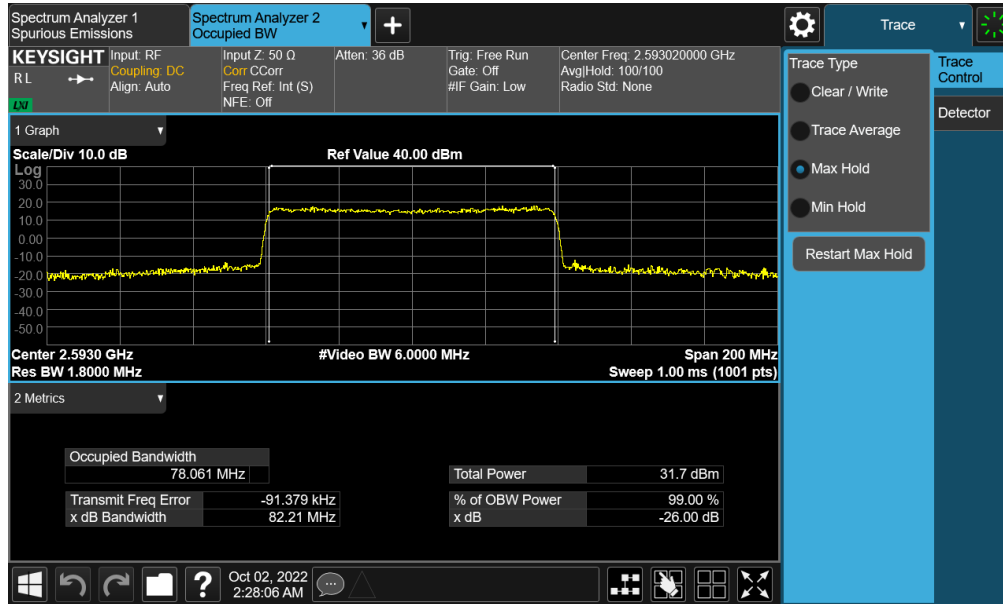 Spectrum Analyzer 1
Spurious Emissions
Spectrum Analyzer 2
Occupied BW
▼
+
Trace
▼
KEYSIGHT
R L
LXI
Input: RF
Coupling: DC
Align: Auto
Input Z: 50 Ω
Corr CCorr
Freq Ref: Int (S)
NFE: Off
Atten: 36 dB
Trig: Free Run
Gate: Off
#IF Gain: Low
Center Freq: 2.593020000 GHz
Avg|Hold: 100/100
Radio Std: None
Trace Type
Clear / Write
Trace Average
Max Hold
Min Hold
Restart Max Hold
Trace
Control
Detector
1 Graph
Scale/Div 10.0 dB
Ref Value 40.00 dBm
Log
30.0
20.0
10.0
0.00
-10.0
-20.0
-30.0
-40.0
-50.0
Center 2.5930 GHz
#Video BW 6.0000 MHz
Span 200 MHz
Res BW 1.8000 MHz
Sweep 1.00 ms (1001 pts)
2 Metrics
Occupied Bandwidth
78.061 MHz
Total Power 31.7 dBm
Transmit Freq Error -91.379 kHz
% of OBW Power 99.00 %
x dB Bandwidth 82.21 MHz
x dB -26.00 dB
?
Oct 02, 2022
2:28:06 AM